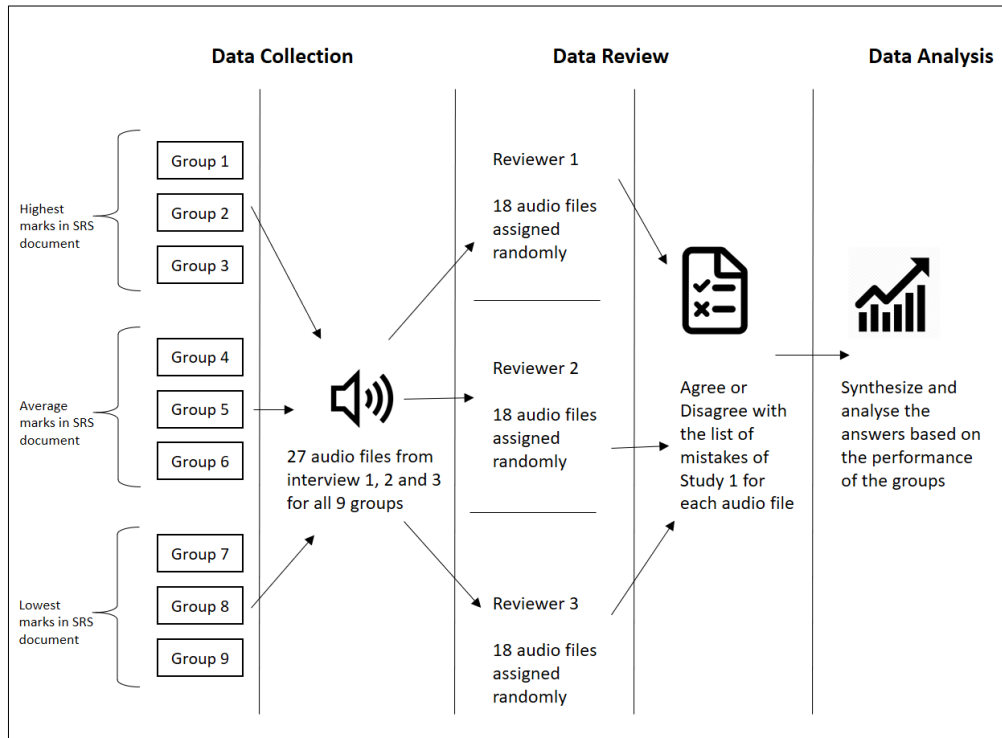 Data Collection
Data Review
Data Analysis
Highest
marks in SRS
document
Group 1
Group 2
Group 3
Average
marks in SRS
document
Group 4
Group 5
Group 6
Lowest
marks in SRS
document
Group 7
Group 8
Group 9
27 audio files from
interview 1, 2 and 3
for all 9 groups
Reviewer 1
18 audio files
assigned
randomly
Reviewer 2
18 audio files
assigned
randomly
Reviewer 3
18 audio files
assigned
randomly
Agree or
Disagree with
the list of
mistakes of
Study 1 for
each audio file
Synthesize and
analyse the
answers based on
the performance
of the groups